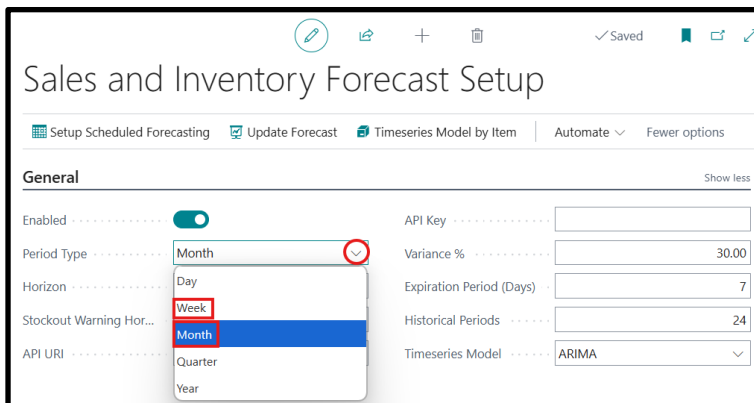 Saved
Sales and Inventory Forecast Setup
Setup Scheduled Forecasting Update Forecast Timeseries Model by Item Automate Fewer options
General Show less
Enabled API Key
Period Type Month Variance % 30.00
Day
Horizon Expiration Period (Days) 7
Week
Stockout Warning Hor... Historical Periods 24
Month
API URI Timeseries Model ARIMA
Quarter
Year